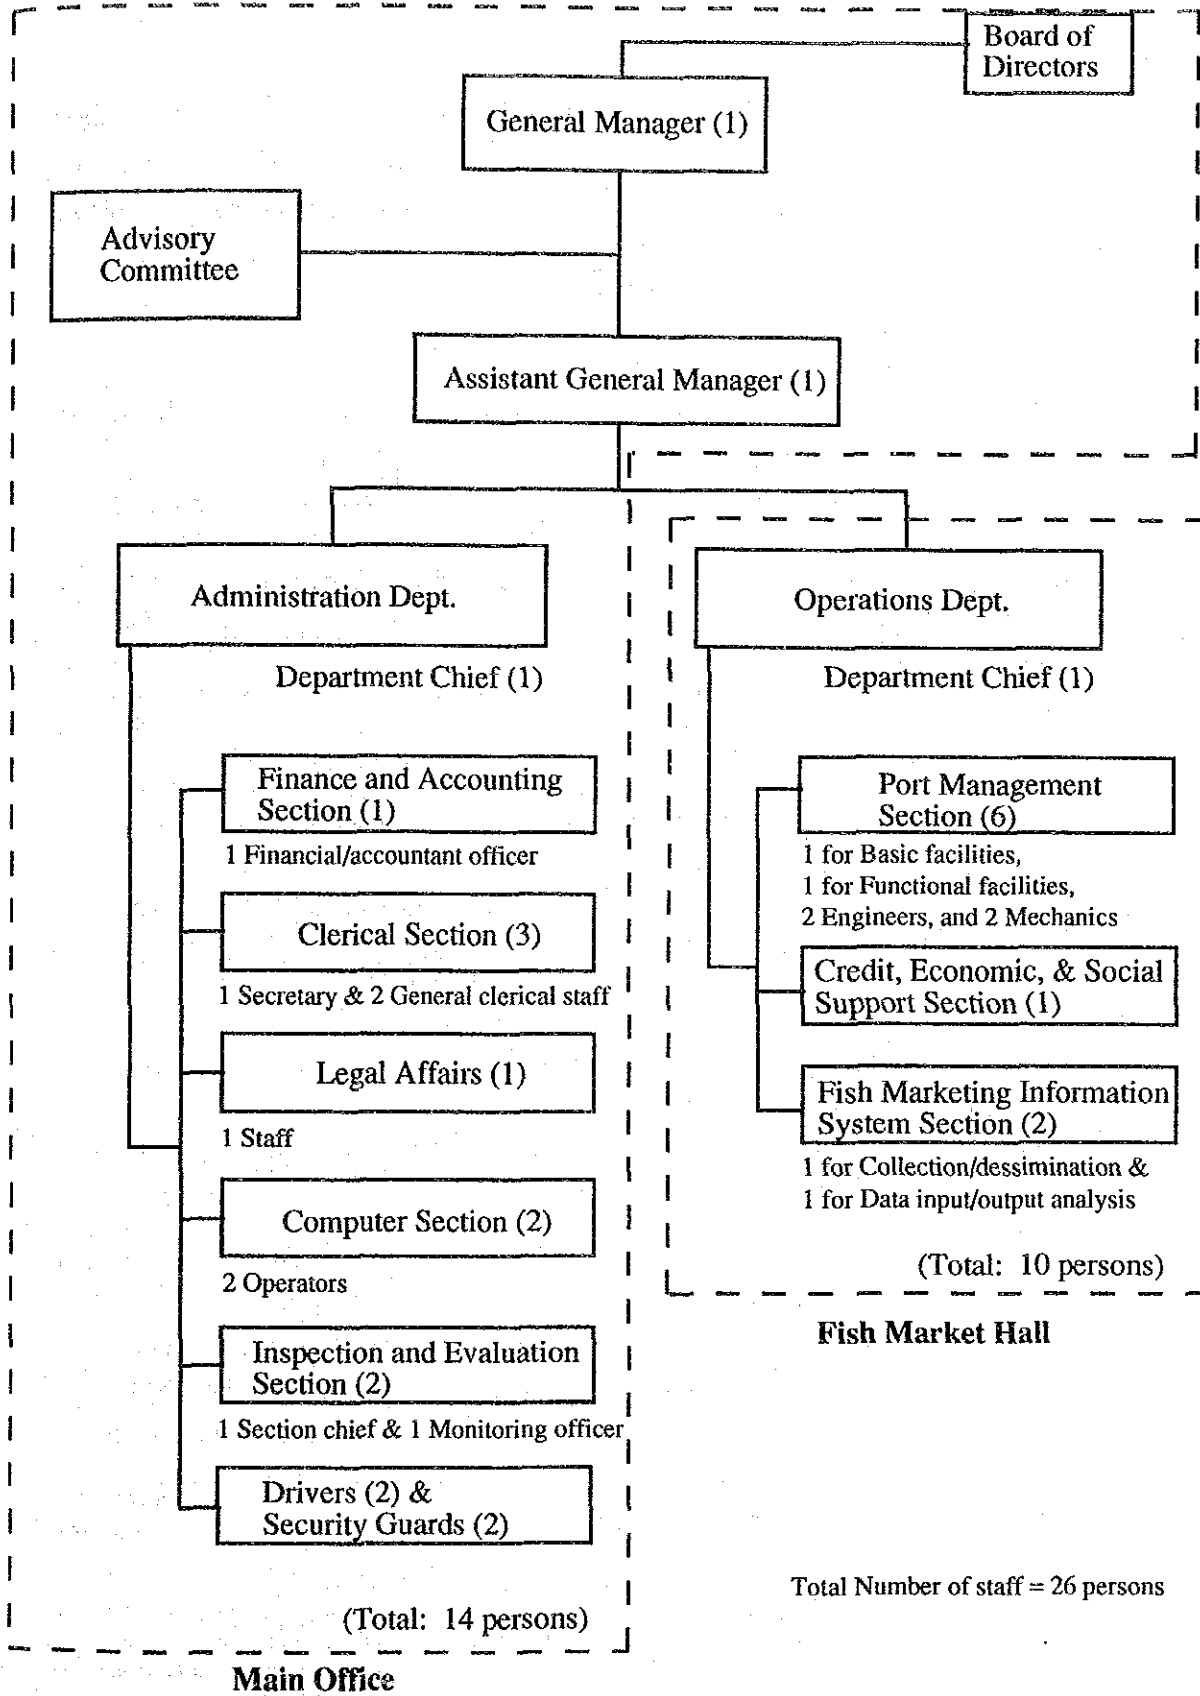 Board of
Directors
General Manager (1)
Advisory
Committee
Assistant General Manager (1)
Administration Dept.
Department Chief (1)
Finance and Accounting
Section (1)
1 Financial/accountant officer
Clerical Section (3)
1 Secretary & 2 General clerical staff
Legal Affairs (1)
1 Staff
Computer Section (2)
2 Operators
Inspection and Evaluation
Section (2)
1 Section chief & 1 Monitoring officer
Drivers (2) &
Security Guards (2)
(Total: 14 persons)
Main Office
Operations Dept.
Department Chief (1)
Port Management
Section (6)
1 for Basic facilities,
1 for Functional facilities,
2 Engineers, and 2 Mechanics
Credit, Economic, & Social
Support Section (1)
Fish Marketing Information
System Section (2)
1 for Collection/dessimination &
1 for Data input/output analysis
(Total: 10 persons)
Fish Market Hall
Total Number of staff = 26 persons